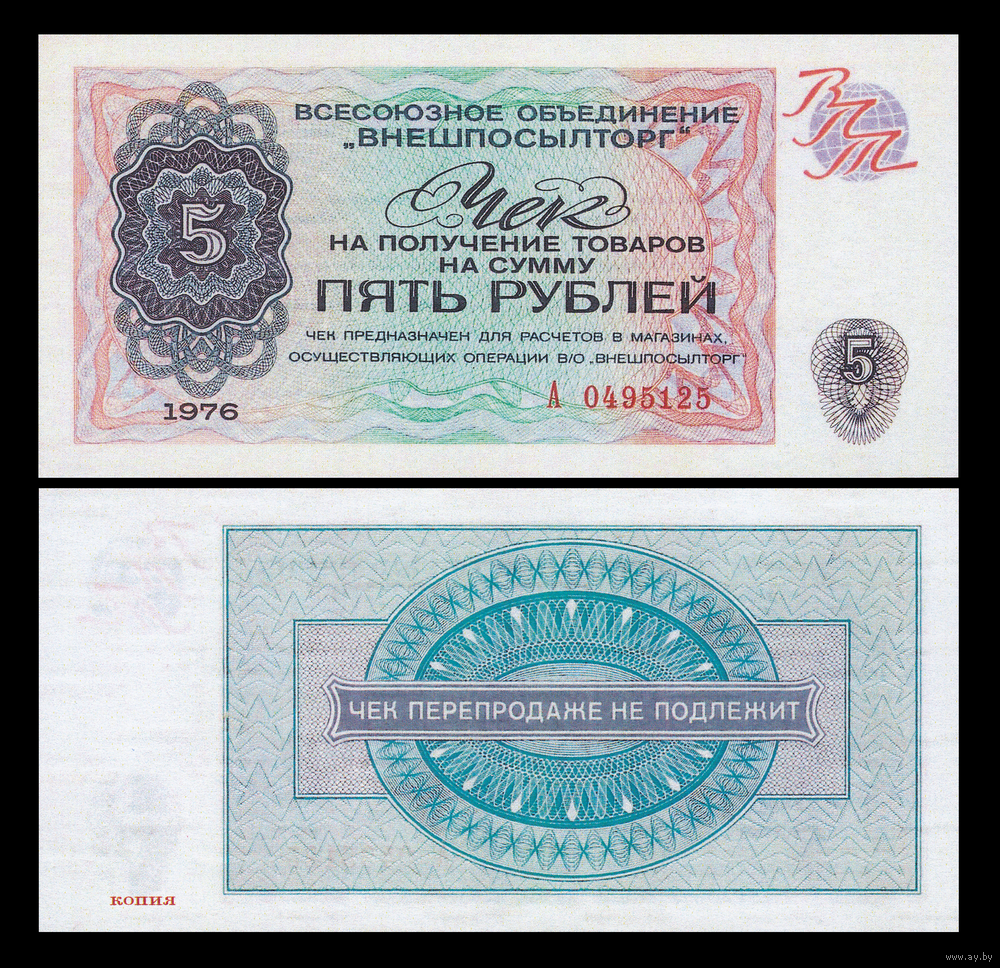 ВСЕСОЮЗНОЕ ОБЪЕДИНЕНИЕ
„ВНЕШПОСЫЛТОРГ“
ВПТ
Чек
НА ПОЛУЧЕНИЕ ТОВАРОВ
НА СУММУ
ПЯТЬ РУБЛЕЙ
ЧЕК ПРЕДНАЗНАЧЕН ДЛЯ РАСЧЕТОВ В МАГАЗИНАХ,
ОСУЩЕСТВЛЯЮЩИХ ОПЕРАЦИИ В/О „ВНЕШПОСЫЛТОРГ“
5
5
А 0495125
1976
ЧЕК ПЕРЕПРОДАЖЕ НЕ ПОДЛЕЖИТ
КОПИЯ
www.ay.by